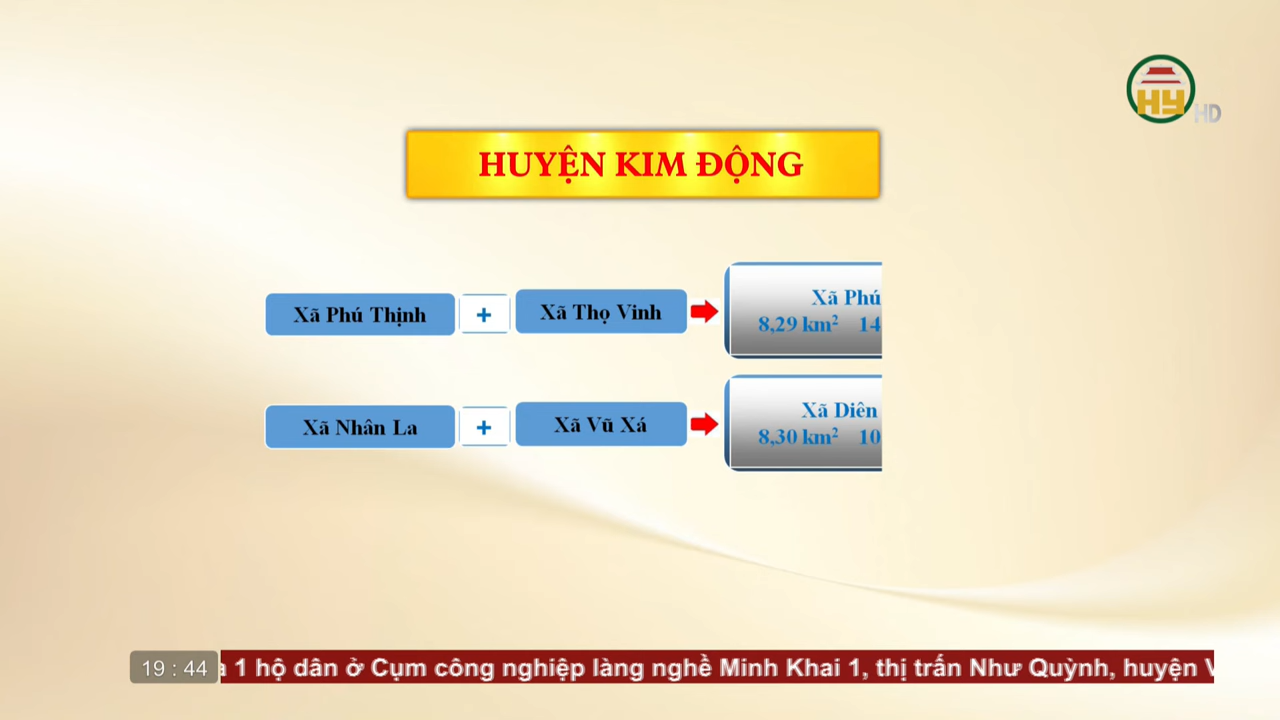 HY HD
HUYỆN KIM ĐỘNG
Xã Phú Thịnh + Xã Thọ Vinh
Xã Phú
8,29 km² 14
Xã Nhân La + Xã Vũ Xá
Xã Diên
8,30 km² 10
19 : 44
1 hộ dân ở Cụm công nghiệp làng nghề Minh Khai 1, thị trấn Như Quỳnh, huyện